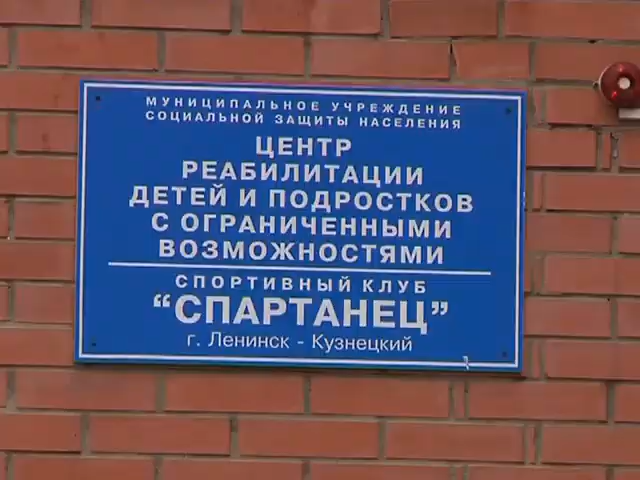 МУНИЦИПАЛЬНОЕ УЧРЕЖДЕНИЕ
СОЦИАЛЬНОЙ ЗАЩИТЫ НАСЕЛЕНИЯ
ЦЕНТР
РЕАБИЛИТАЦИИ
ДЕТЕЙ И ПОДРОСТКОВ
С ОГРАНИЧЕННЫМИ
ВОЗМОЖНОСТЯМИ
СПОРТИВНЫЙ КЛУБ
“СПАРТАНЕЦ”
г. Ленинск - Кузнецкий